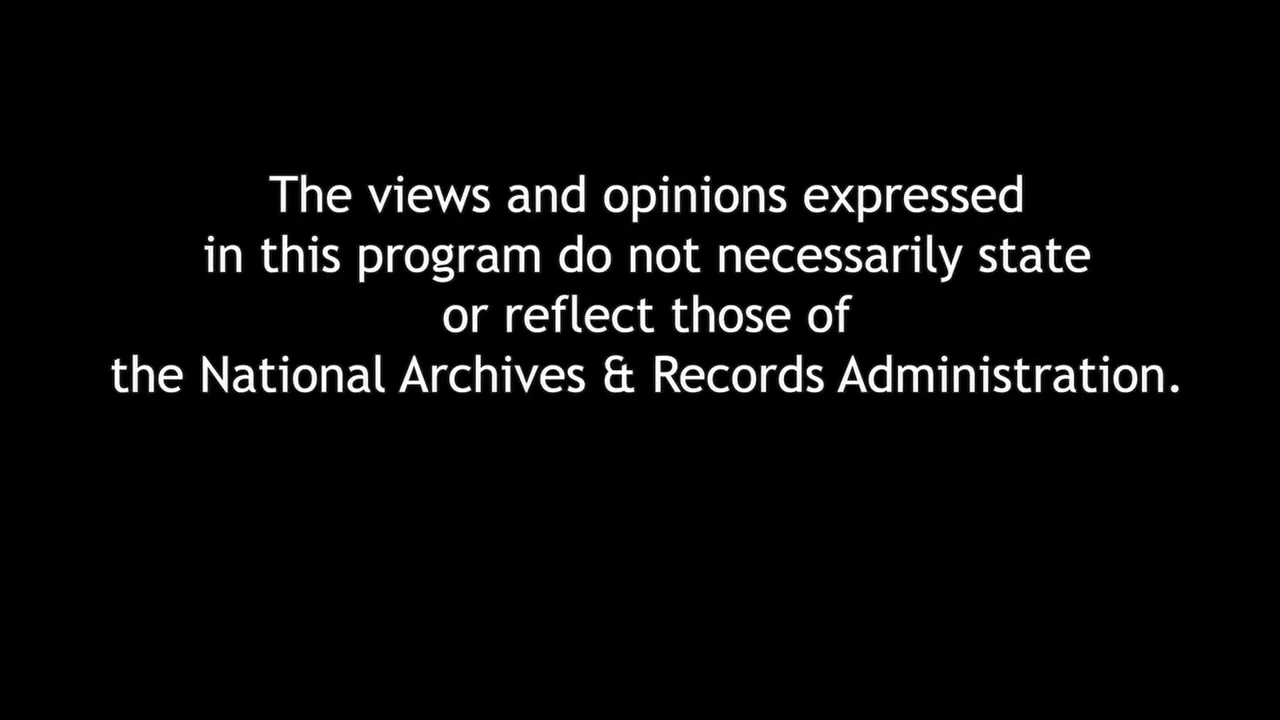 The views and opinions expressed
in this program do not necessarily state
or reflect those of
the National Archives & Records Administration.